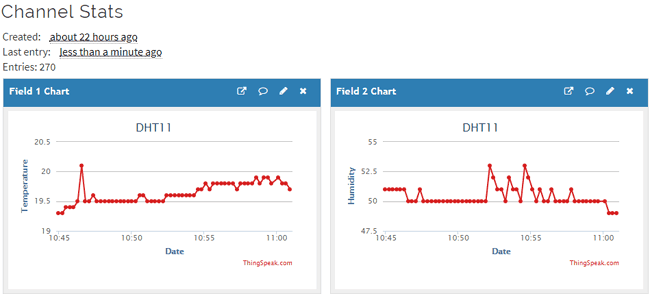 Channel Stats
Created: about 22 hours ago
Last entry: less than a minute ago
Entries: 270
Field 1 Chart
DHT11
Temperature
20.5
20
19.5
19
10:45 10:50 10:55 11:00
Date
ThingSpeak.com
Field 2 Chart
DHT11
Humidity
55
52.5
50
47.5
10:45 10:50 10:55 11:00
Date
ThingSpeak.com